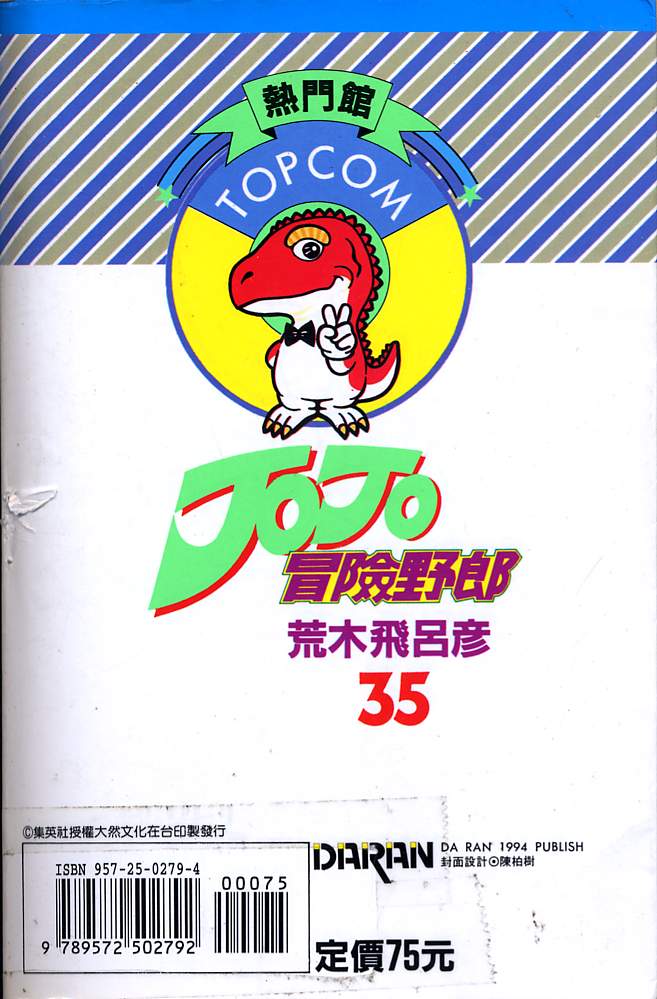 熱門館
TOPCOM
JoJo
冒險野郎
荒木飛呂彦
35
©集英社授權大然文化在台印製發行
ISBN 957-25-0279-4
00075
9 789572 502792
DARAN
DA RAN 1994 PUBLISH
封面設計⊙陳柏樹
定價75元